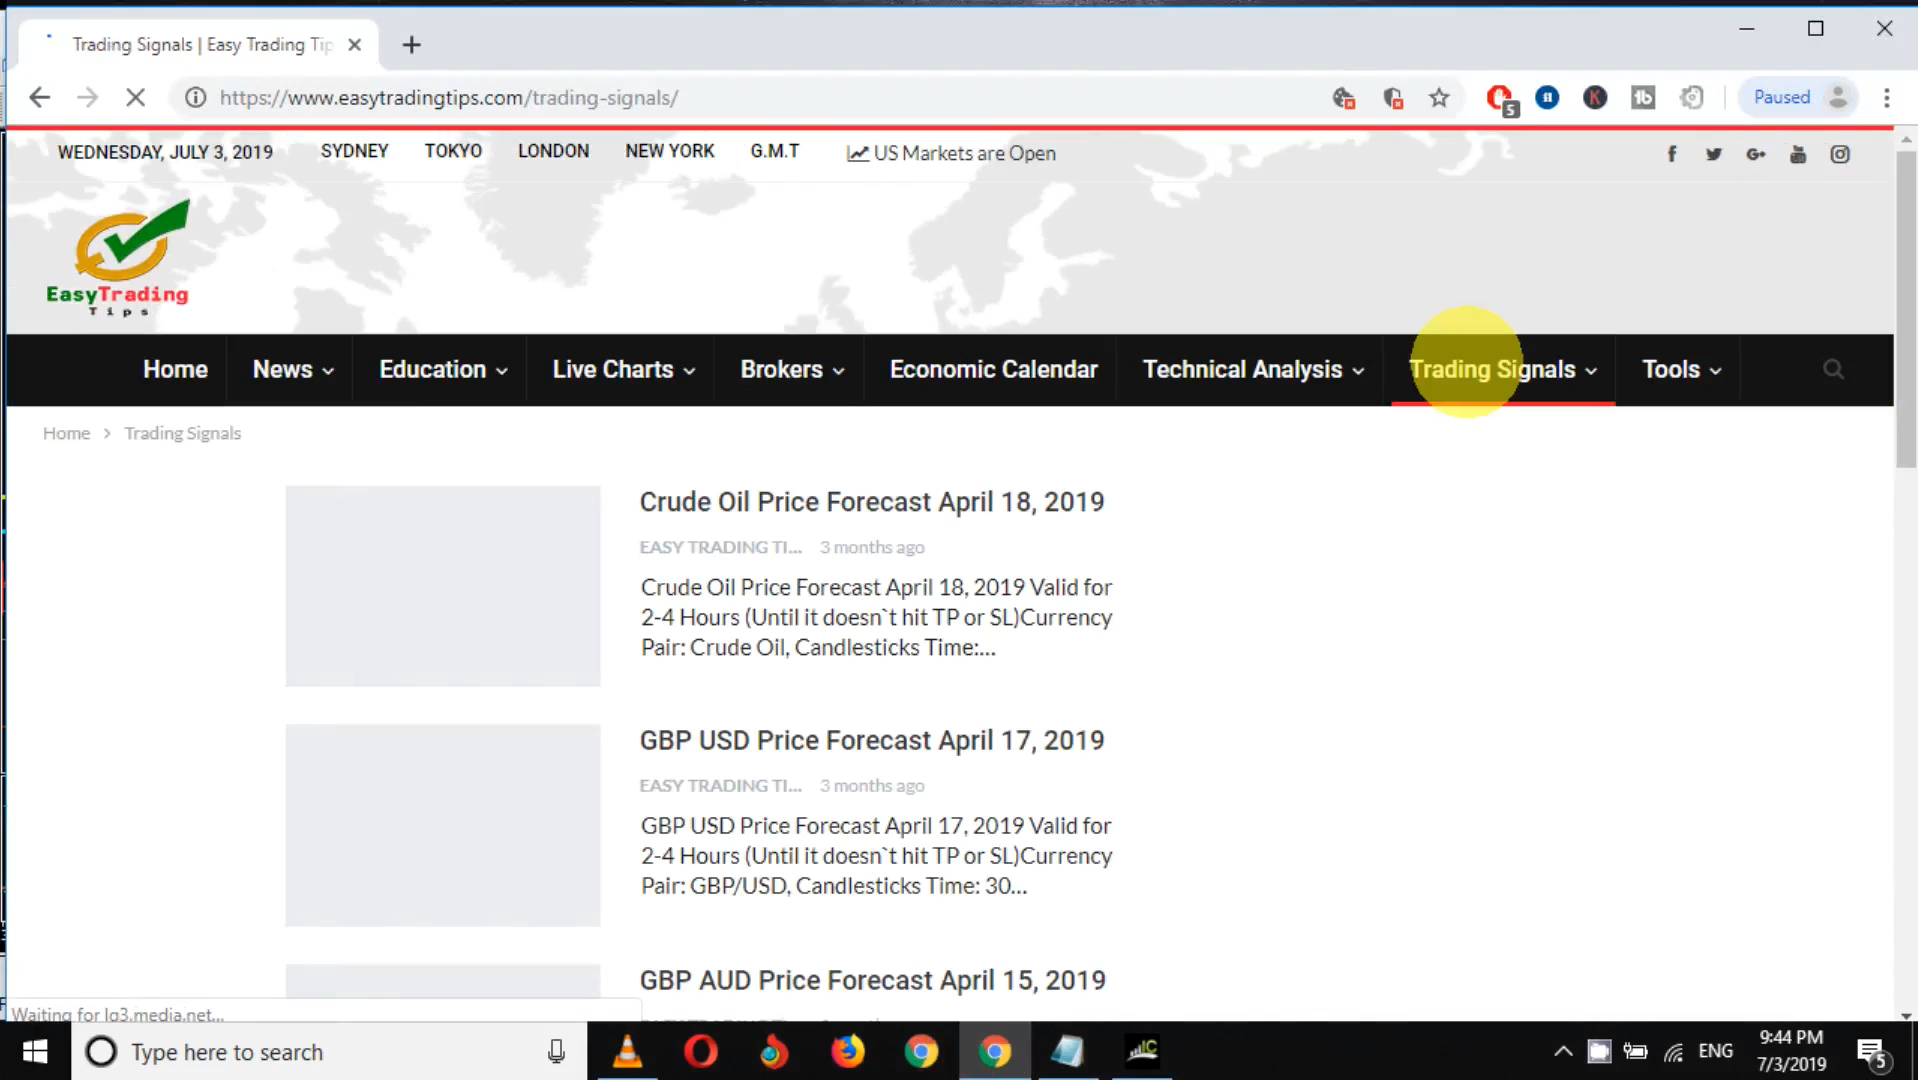 Trading Signals | Easy Trading Tip
https://www.easytradingtips.com/trading-signals/
5
K
tb
Paused
WEDNESDAY, JULY 3, 2019 SYDNEY TOKYO LONDON NEW YORK G.M.T US Markets are Open
EasyTrading
Tips
Home News Education Live Charts Brokers Economic Calendar Technical Analysis Trading Signals Tools
Home > Trading Signals
Crude Oil Price Forecast April 18, 2019
EASY TRADING TI... 3 months ago
Crude Oil Price Forecast April 18, 2019 Valid for
2-4 Hours (Until it doesn`t hit TP or SL)Currency
Pair: Crude Oil, Candlesticks Time:...
GBP USD Price Forecast April 17, 2019
EASY TRADING TI... 3 months ago
GBP USD Price Forecast April 17, 2019 Valid for
2-4 Hours (Until it doesn`t hit TP or SL)Currency
Pair: GBP/USD, Candlesticks Time: 30...
GBP AUD Price Forecast April 15, 2019
Waiting for lg3.media.net...
Type here to search
IC
ENG
9:44 PM
7/3/2019
5